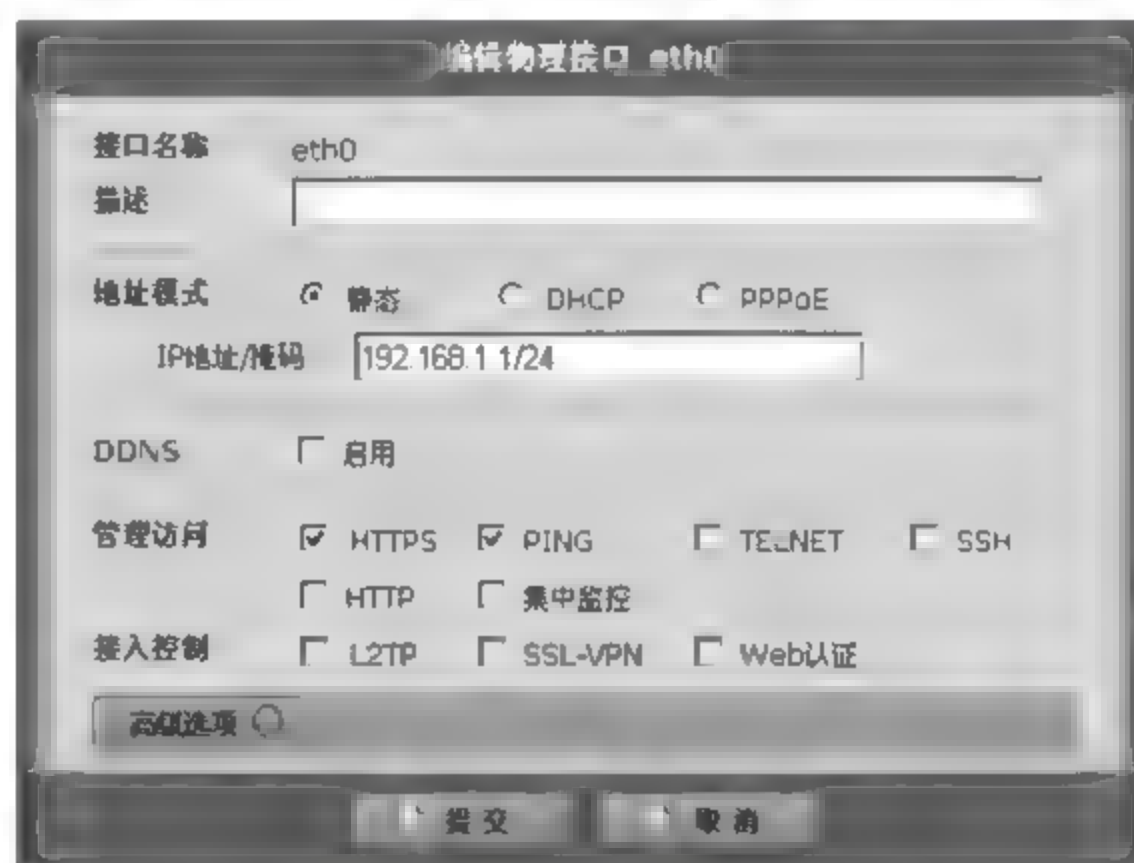 编辑物理接口 eth0
接口名称 eth0
描述
地址模式 静态 DHCP PPPoE
IP地址/掩码 192.168.1.1/24
DDNS 启用
管理访问 HTTPS PING TELNET SSH
HTTP 集中监控
接入控制 L2TP SSL-VPN Web认证
高级选项
提交 取消